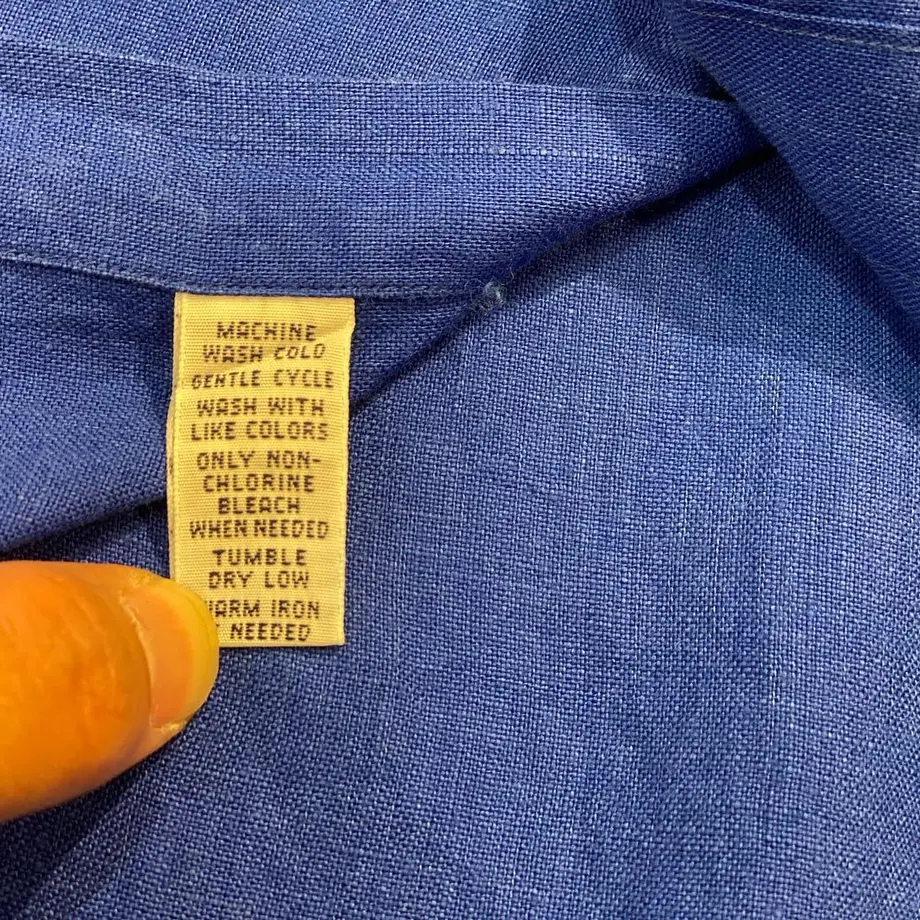 MACHINE
WASH COLD
GENTLE CYCLE
WASH WITH
LIKE COLORS
ONLY NON-
CHLORINE
BLEACH
WHEN NEEDED
TUMBLE
DRY LOW
ARM IRON
NEEDED